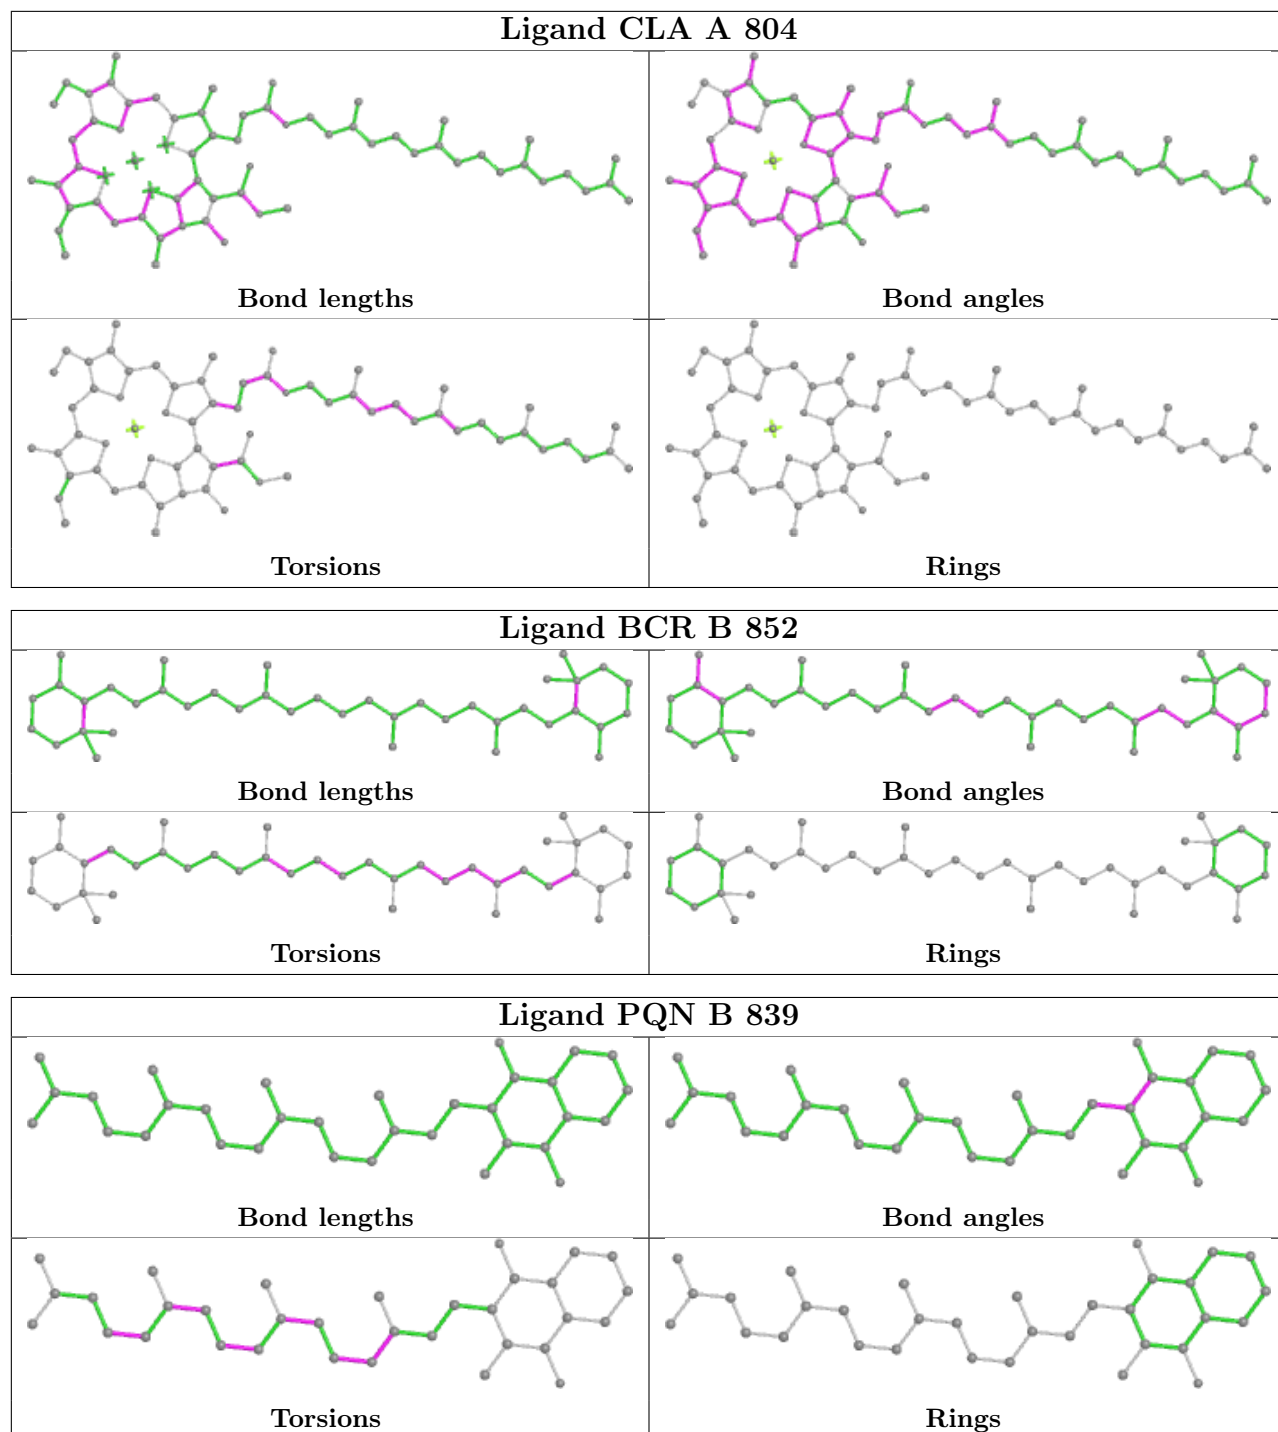 Ligand CLA A 804
Bond lengths
Bond angles
Torsions
Rings
Ligand BCR B 852
Bond lengths
Bond angles
Torsions
Rings
Ligand PQN B 839
Bond lengths
Bond angles
Torsions
Rings